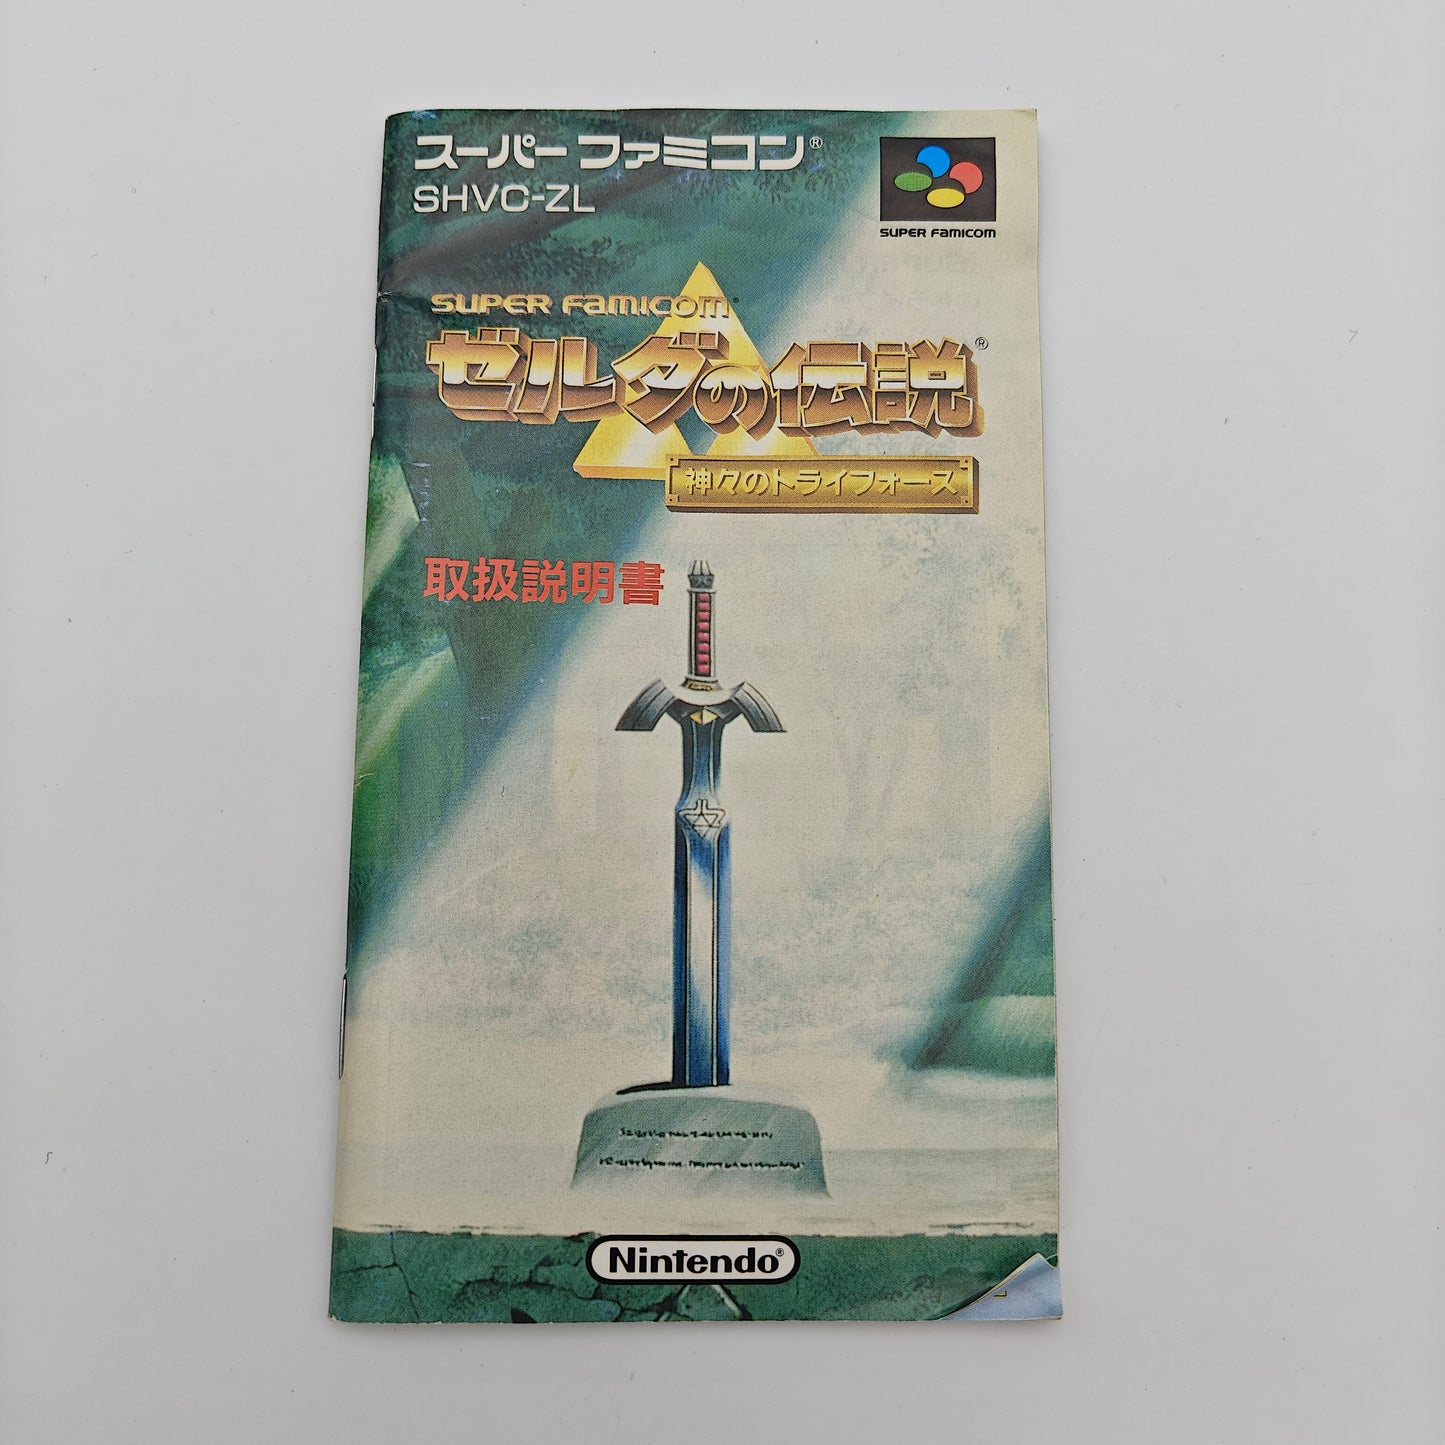 スーパーファミコン®
SHVC-ZL
SUPER FAMICOM
SUPER FAMICOM®
ゼルダの伝説®
神々のトライフォース
取扱説明書
Nintendo®